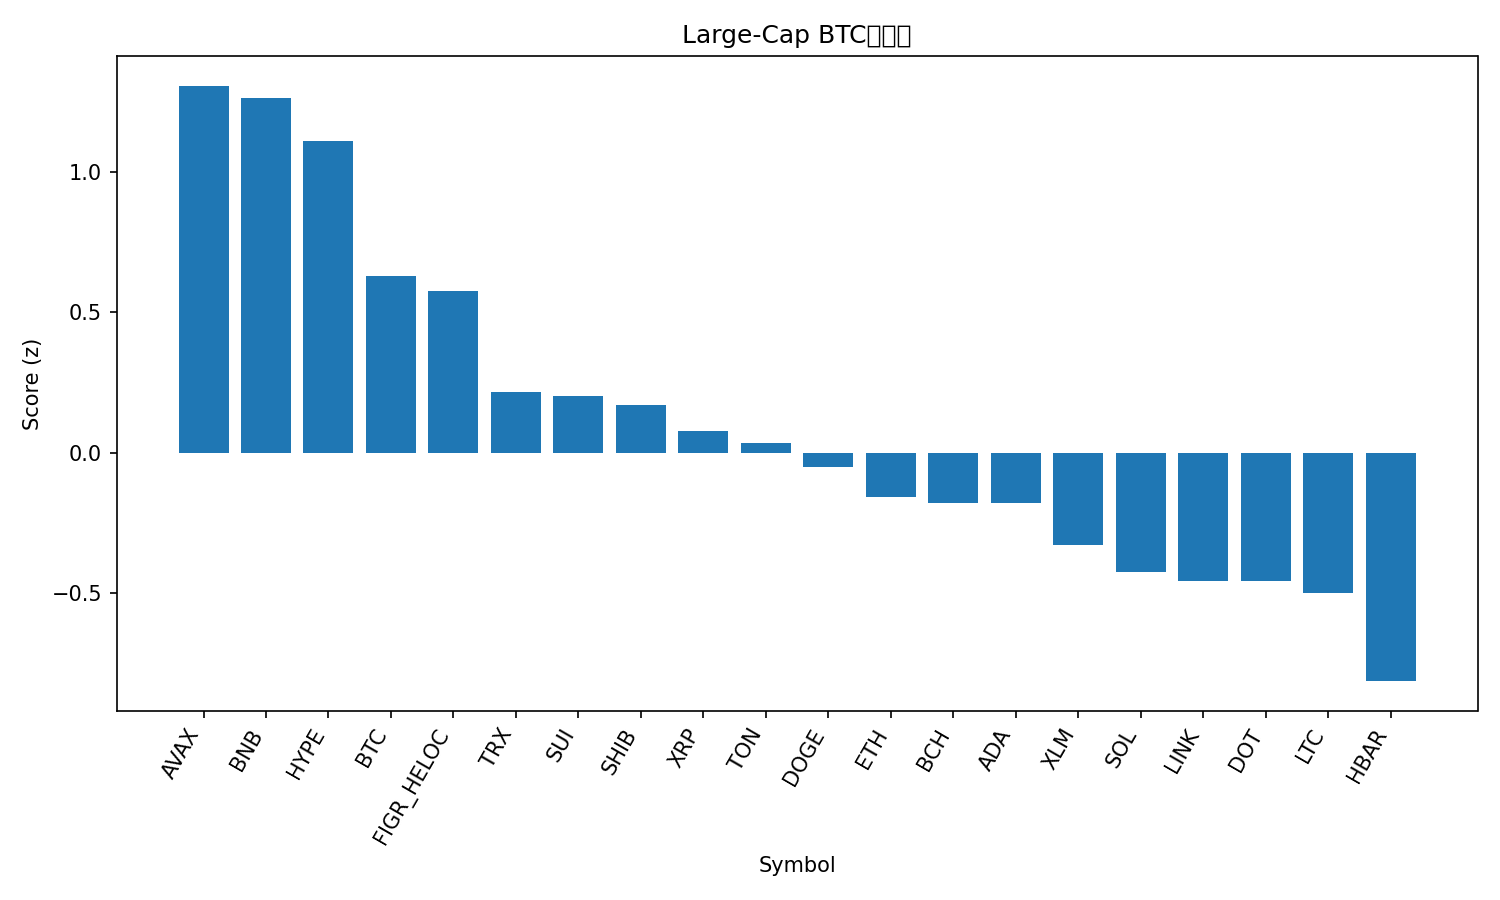 Large-Cap BTC
Score (z)
1.0
0.5
0.0
−0.5
AVAX
BNB
HYPE
BTC
FIGR_HELOC
TRX
SUI
SHIB
XRP
TON
DOGE
ETH
BCH
ADA
XLM
SOL
LINK
DOT
LTC
HBAR
Symbol